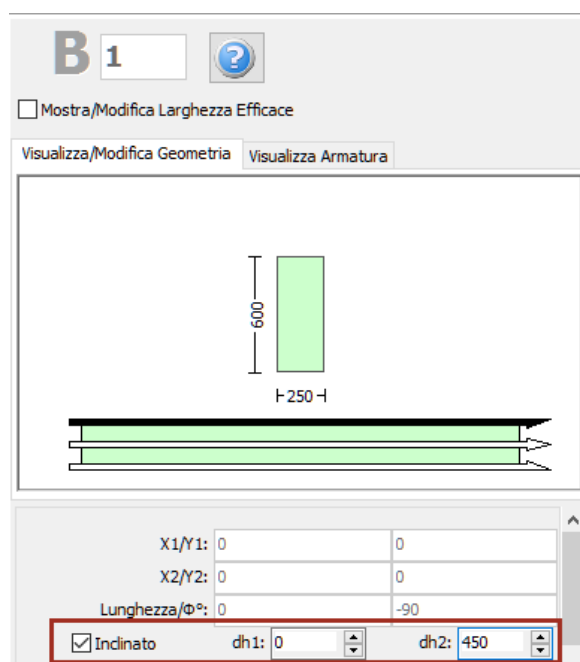 B 1
Mostra/Modifica Larghezza Efficace
Visualizza/Modifica Geometria Visualizza Armatura
600
250
X1/Y1: 0 0
X2/Y2: 0 0
Lunghezza/Φ°: 0 -90
Inclinato dh1: 0 dh2: 450